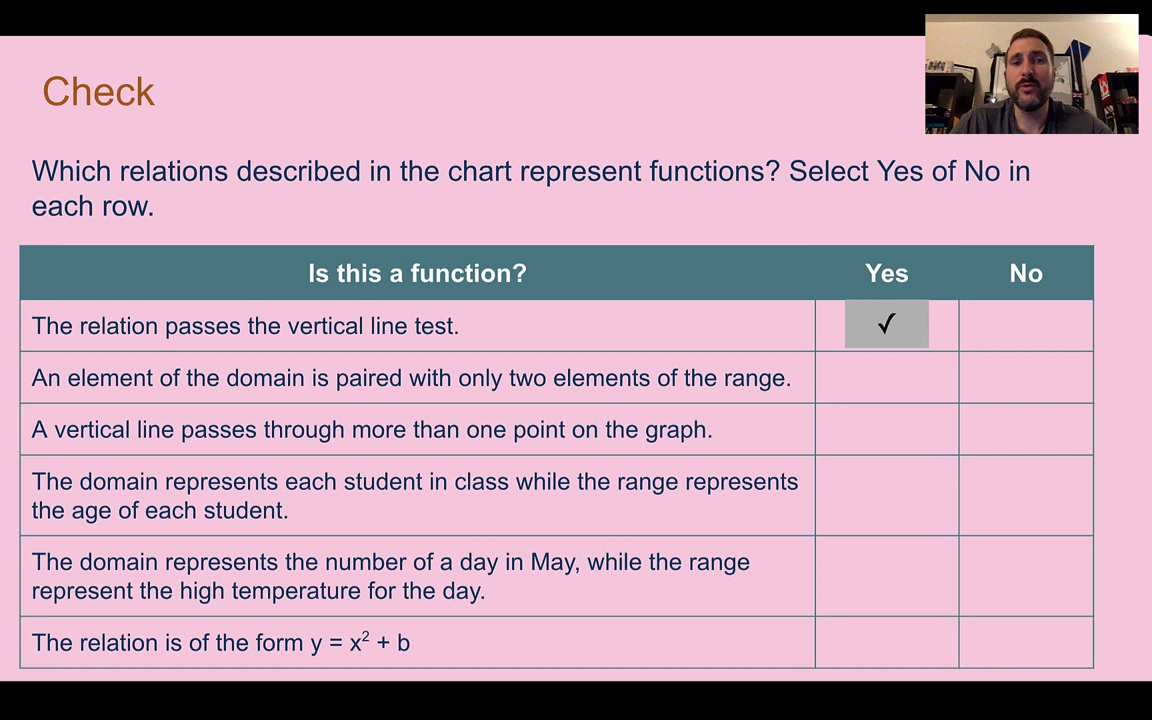 Check
Which relations described in the chart represent functions? Select Yes of No in
each row.
Is this a function? Yes No
The relation passes the vertical line test. ✓
An element of the domain is paired with only two elements of the range.
A vertical line passes through more than one point on the graph.
The domain represents each student in class while the range represents
the age of each student.
The domain represents the number of a day in May, while the range
represent the high temperature for the day.
The relation is of the form y = x² + b